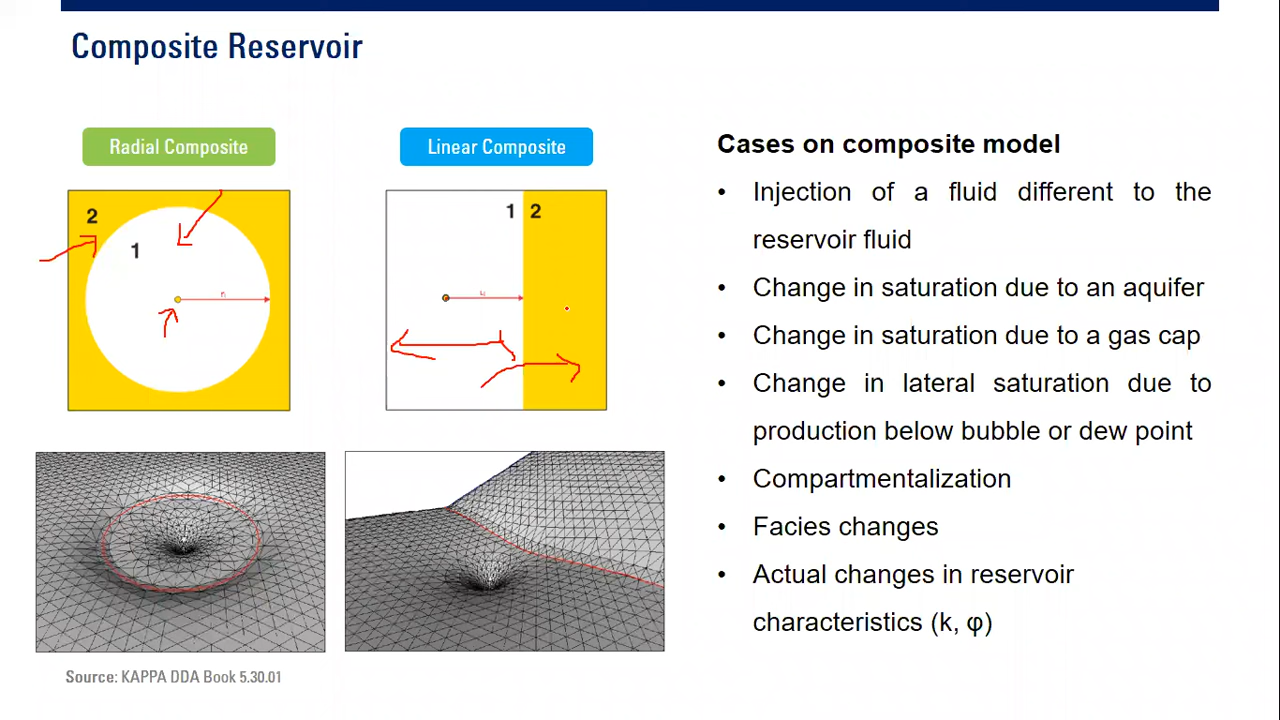 Composite Reservoir
Radial Composite
2
1
Linear Composite
1 2
Cases on composite model
• Injection of a fluid different to the
reservoir fluid
• Change in saturation due to an aquifer
• Change in saturation due to a gas cap
• Change in lateral saturation due to
production below bubble or dew point
• Compartmentalization
• Facies changes
• Actual changes in reservoir
characteristics (k, φ)
Source: KAPPA DDA Book 5.30.01